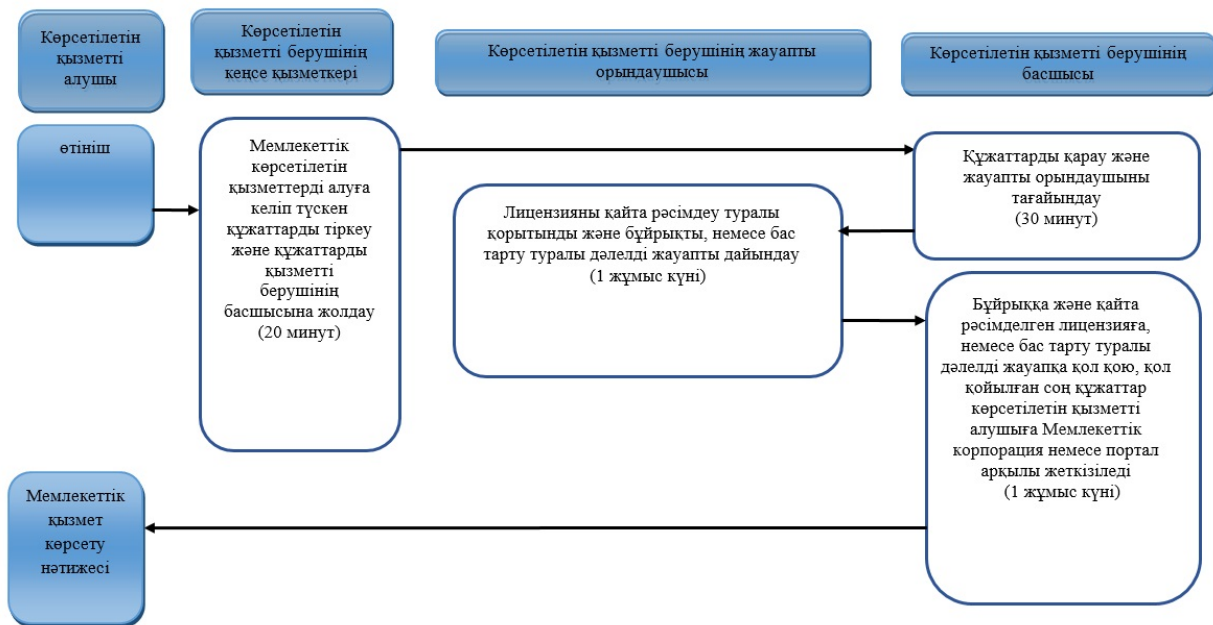 Көрсетілетін
қызметті
алушы
Көрсетілетін
қызметті берушінің
кеңсе қызметкері
Көрсетілетін қызметті берушінің жауапты
орындаушысы
Көрсетілетін қызметті берушінің
басшысы
өтініш
Мемлекеттік
көрсетілетін
қызметтерді алуға
келіп түскен
құжаттарды тіркеу
және құжаттарды
қызметті
берушінің
басшысына жолдау
(20 минут)
Құжаттарды қарау және
жауапты орындаушыны
тағайындау
(30 минут)
Лицензияны қайта рәсімдеу туралы
қорытынды және бұйрықты, немесе бас
тарту туралы дәлелді жауапты дайындау
(1 жұмыс күні)
Бұйрыққа және қайта
рәсімделген лицензияға,
немесе бас тарту туралы
дәлелді жауапқа қол қою, қол
қойылған соң құжаттар
көрсетілетін қызметті
алушыға Мемлекеттік
корпорация немесе портал
арқылы жеткізіледі
(1 жұмыс күні)
Мемлекеттік
қызмет
көрсету
нәтижесі